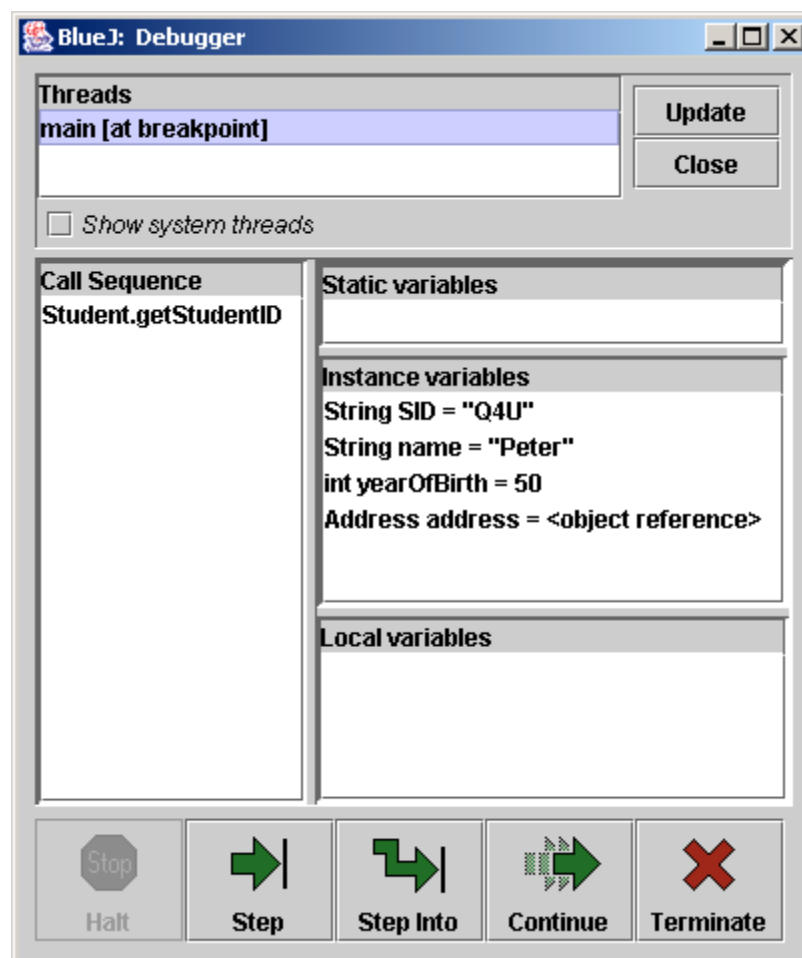 BlueJ: Debugger
Threads
main [at breakpoint]
Update
Close
Show system threads
Call Sequence
Student.getStudentID
Static variables
Instance variables
String SID = "Q4U"
String name = "Peter"
int yearOfBirth = 50
Address address = <object reference>
Local variables
Stop
Halt
Step
Step Into
Continue
Terminate